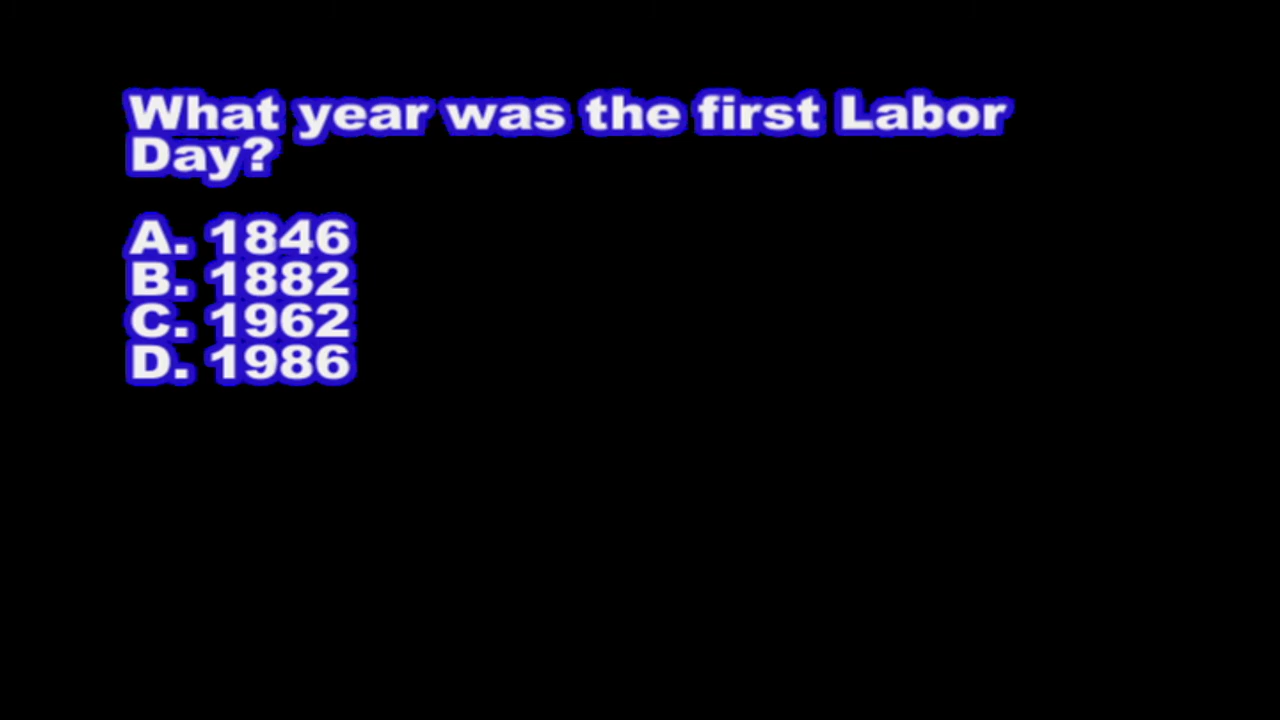 What year was the first Labor
Day?
A. 1846
B. 1882
C. 1962
D. 1986